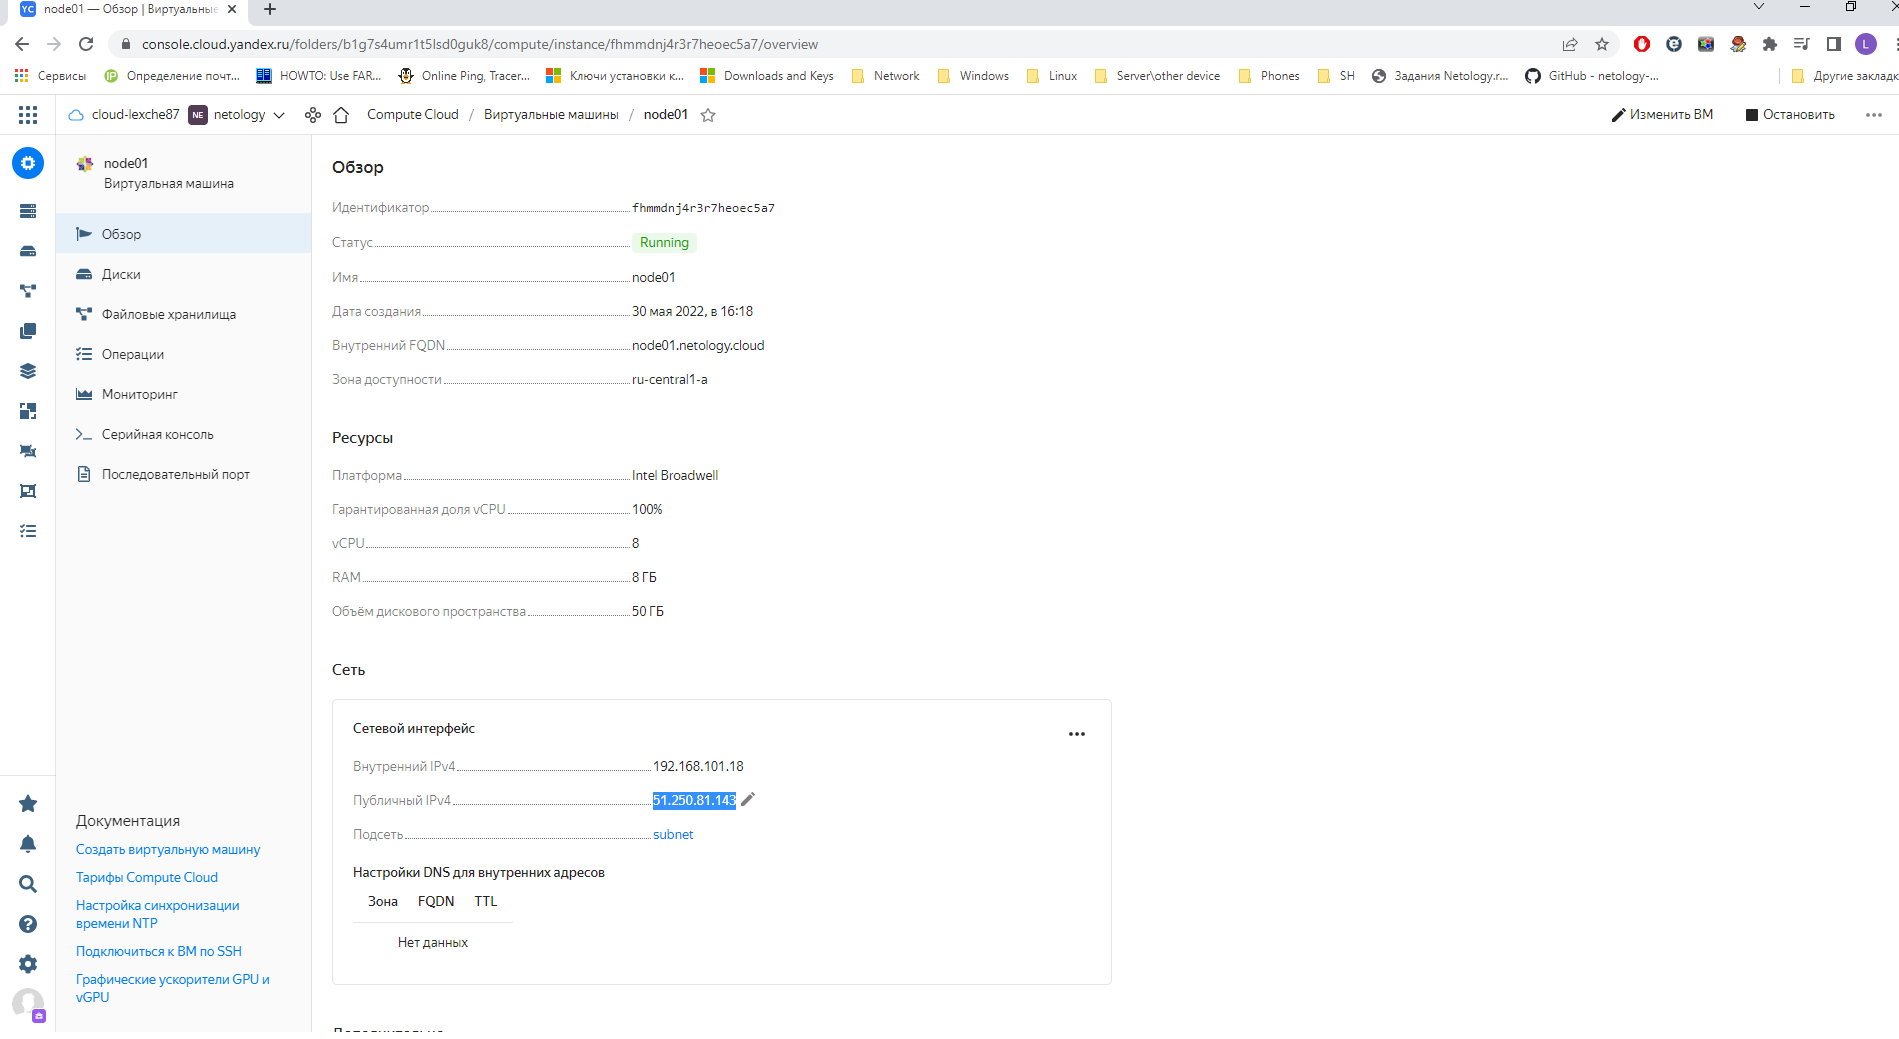 YC node01 — Обзор | Виртуальные
console.cloud.yandex.ru/folders/b1g7s4umr1t5lsd0guk8/compute/instance/fhmmdnj4r3r7heoec5a7/overview
L
Сервисы
Определение почт...
HOWTO: Use FAR...
Online Ping, Tracer...
Ключи установки к...
Downloads and Keys
Network
Windows
Linux
Server\other device
Phones
SH
Задания Netology.r...
GitHub - netology-...
Другие закладк
cloud-lexche87
NE netology
Compute Cloud / Виртуальные машины / node01
Изменить ВМ
Остановить
node01
Виртуальная машина
Обзор
Диски
Файловые хранилища
Операции
Мониторинг
Серийная консоль
Последовательный порт
Документация
Создать виртуальную машину
Тарифы Compute Cloud
Настройка синхронизации
времени NTP
Подключиться к ВМ по SSH
Графические ускорители GPU и
vGPU
Обзор
Идентификатор fhmmdnj4r3r7heoec5a7
Статус Running
Имя node01
Дата создания 30 мая 2022, в 16:18
Внутренний FQDN node01.netology.cloud
Зона доступности ru-central1-a
Ресурсы
Платформа Intel Broadwell
Гарантированная доля vCPU 100%
vCPU 8
RAM 8 ГБ
Объём дискового пространства 50 ГБ
Сеть
Сетевой интерфейс
Внутренний IPv4 192.168.101.18
Публичный IPv4 51.250.81.143
Подсеть subnet
Настройки DNS для внутренних адресов
Зона FQDN TTL
Нет данных